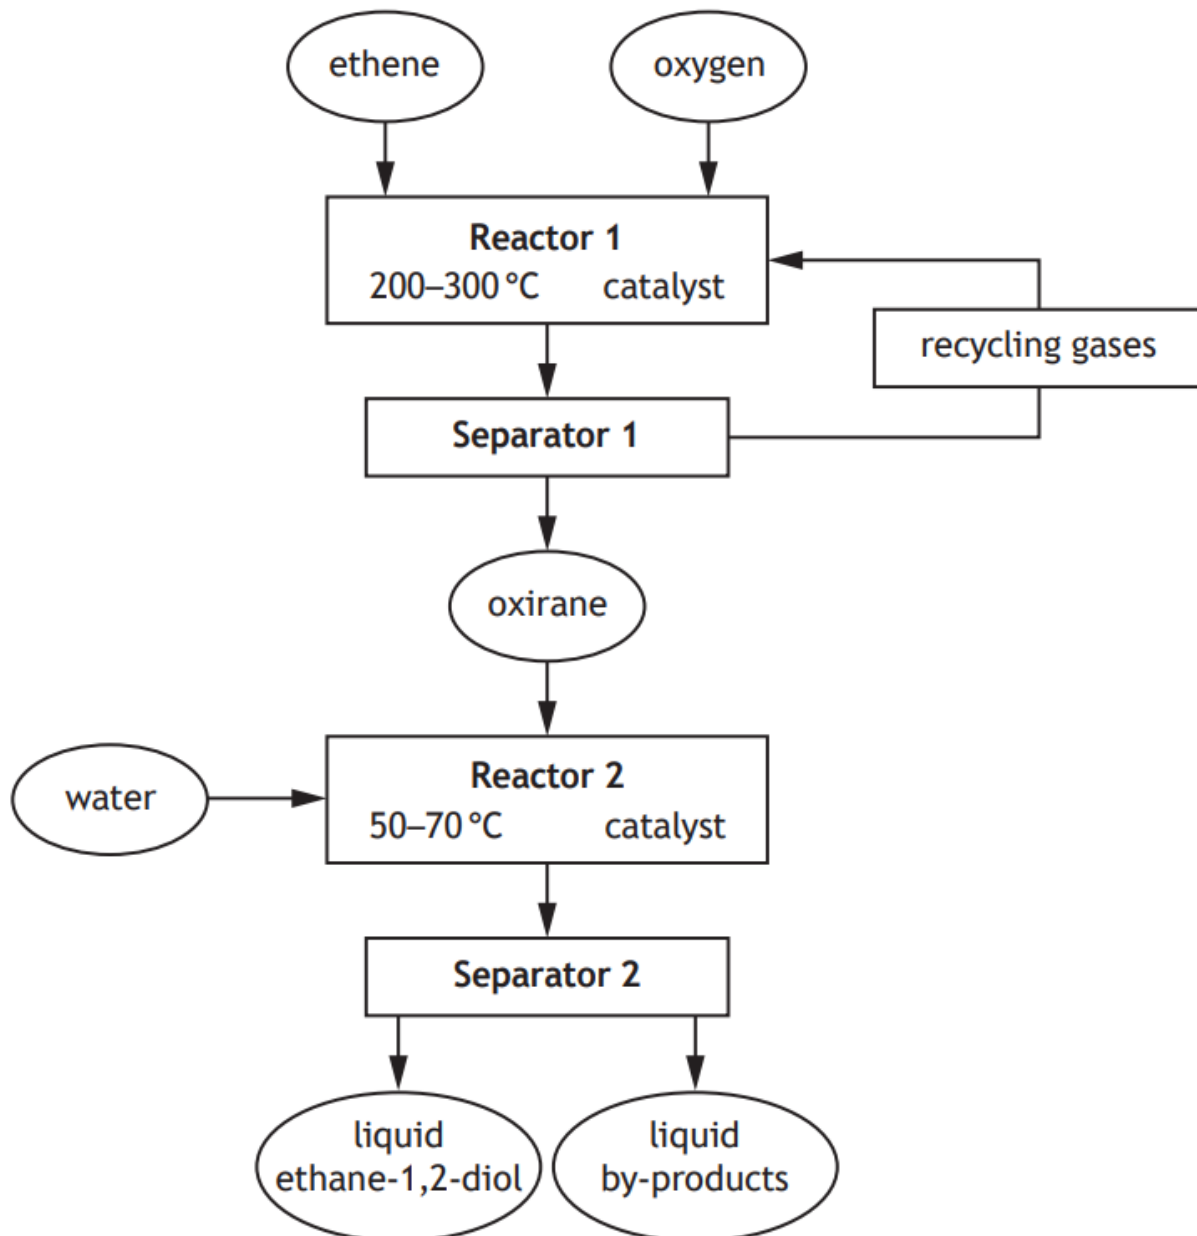 ethene
oxygen
Reactor 1
200–300 °C catalyst
recycling gases
Separator 1
oxirane
water
Reactor 2
50–70 °C catalyst
Separator 2
liquid
ethane-1,2-diol
liquid
by-products